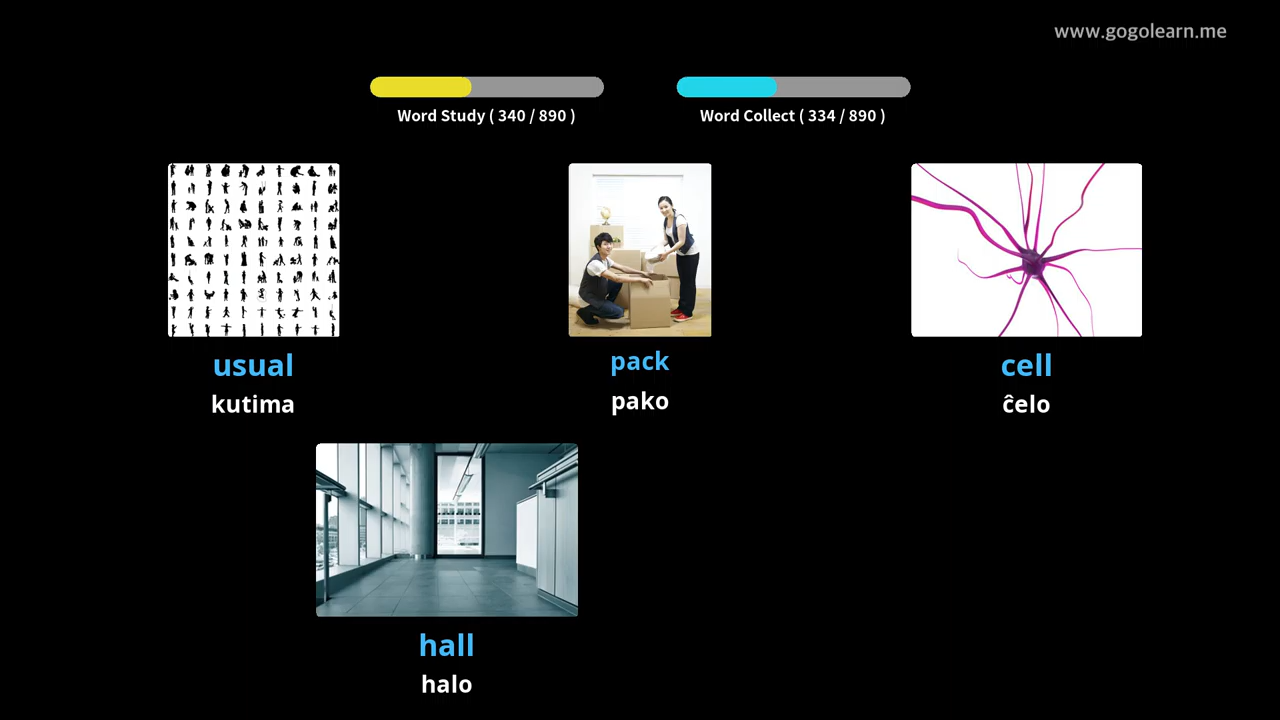 www.gogolearn.me
Word Study ( 340 / 890 )
Word Collect ( 334 / 890 )
usual
kutima
pack
pako
cell
ĉelo
hall
halo